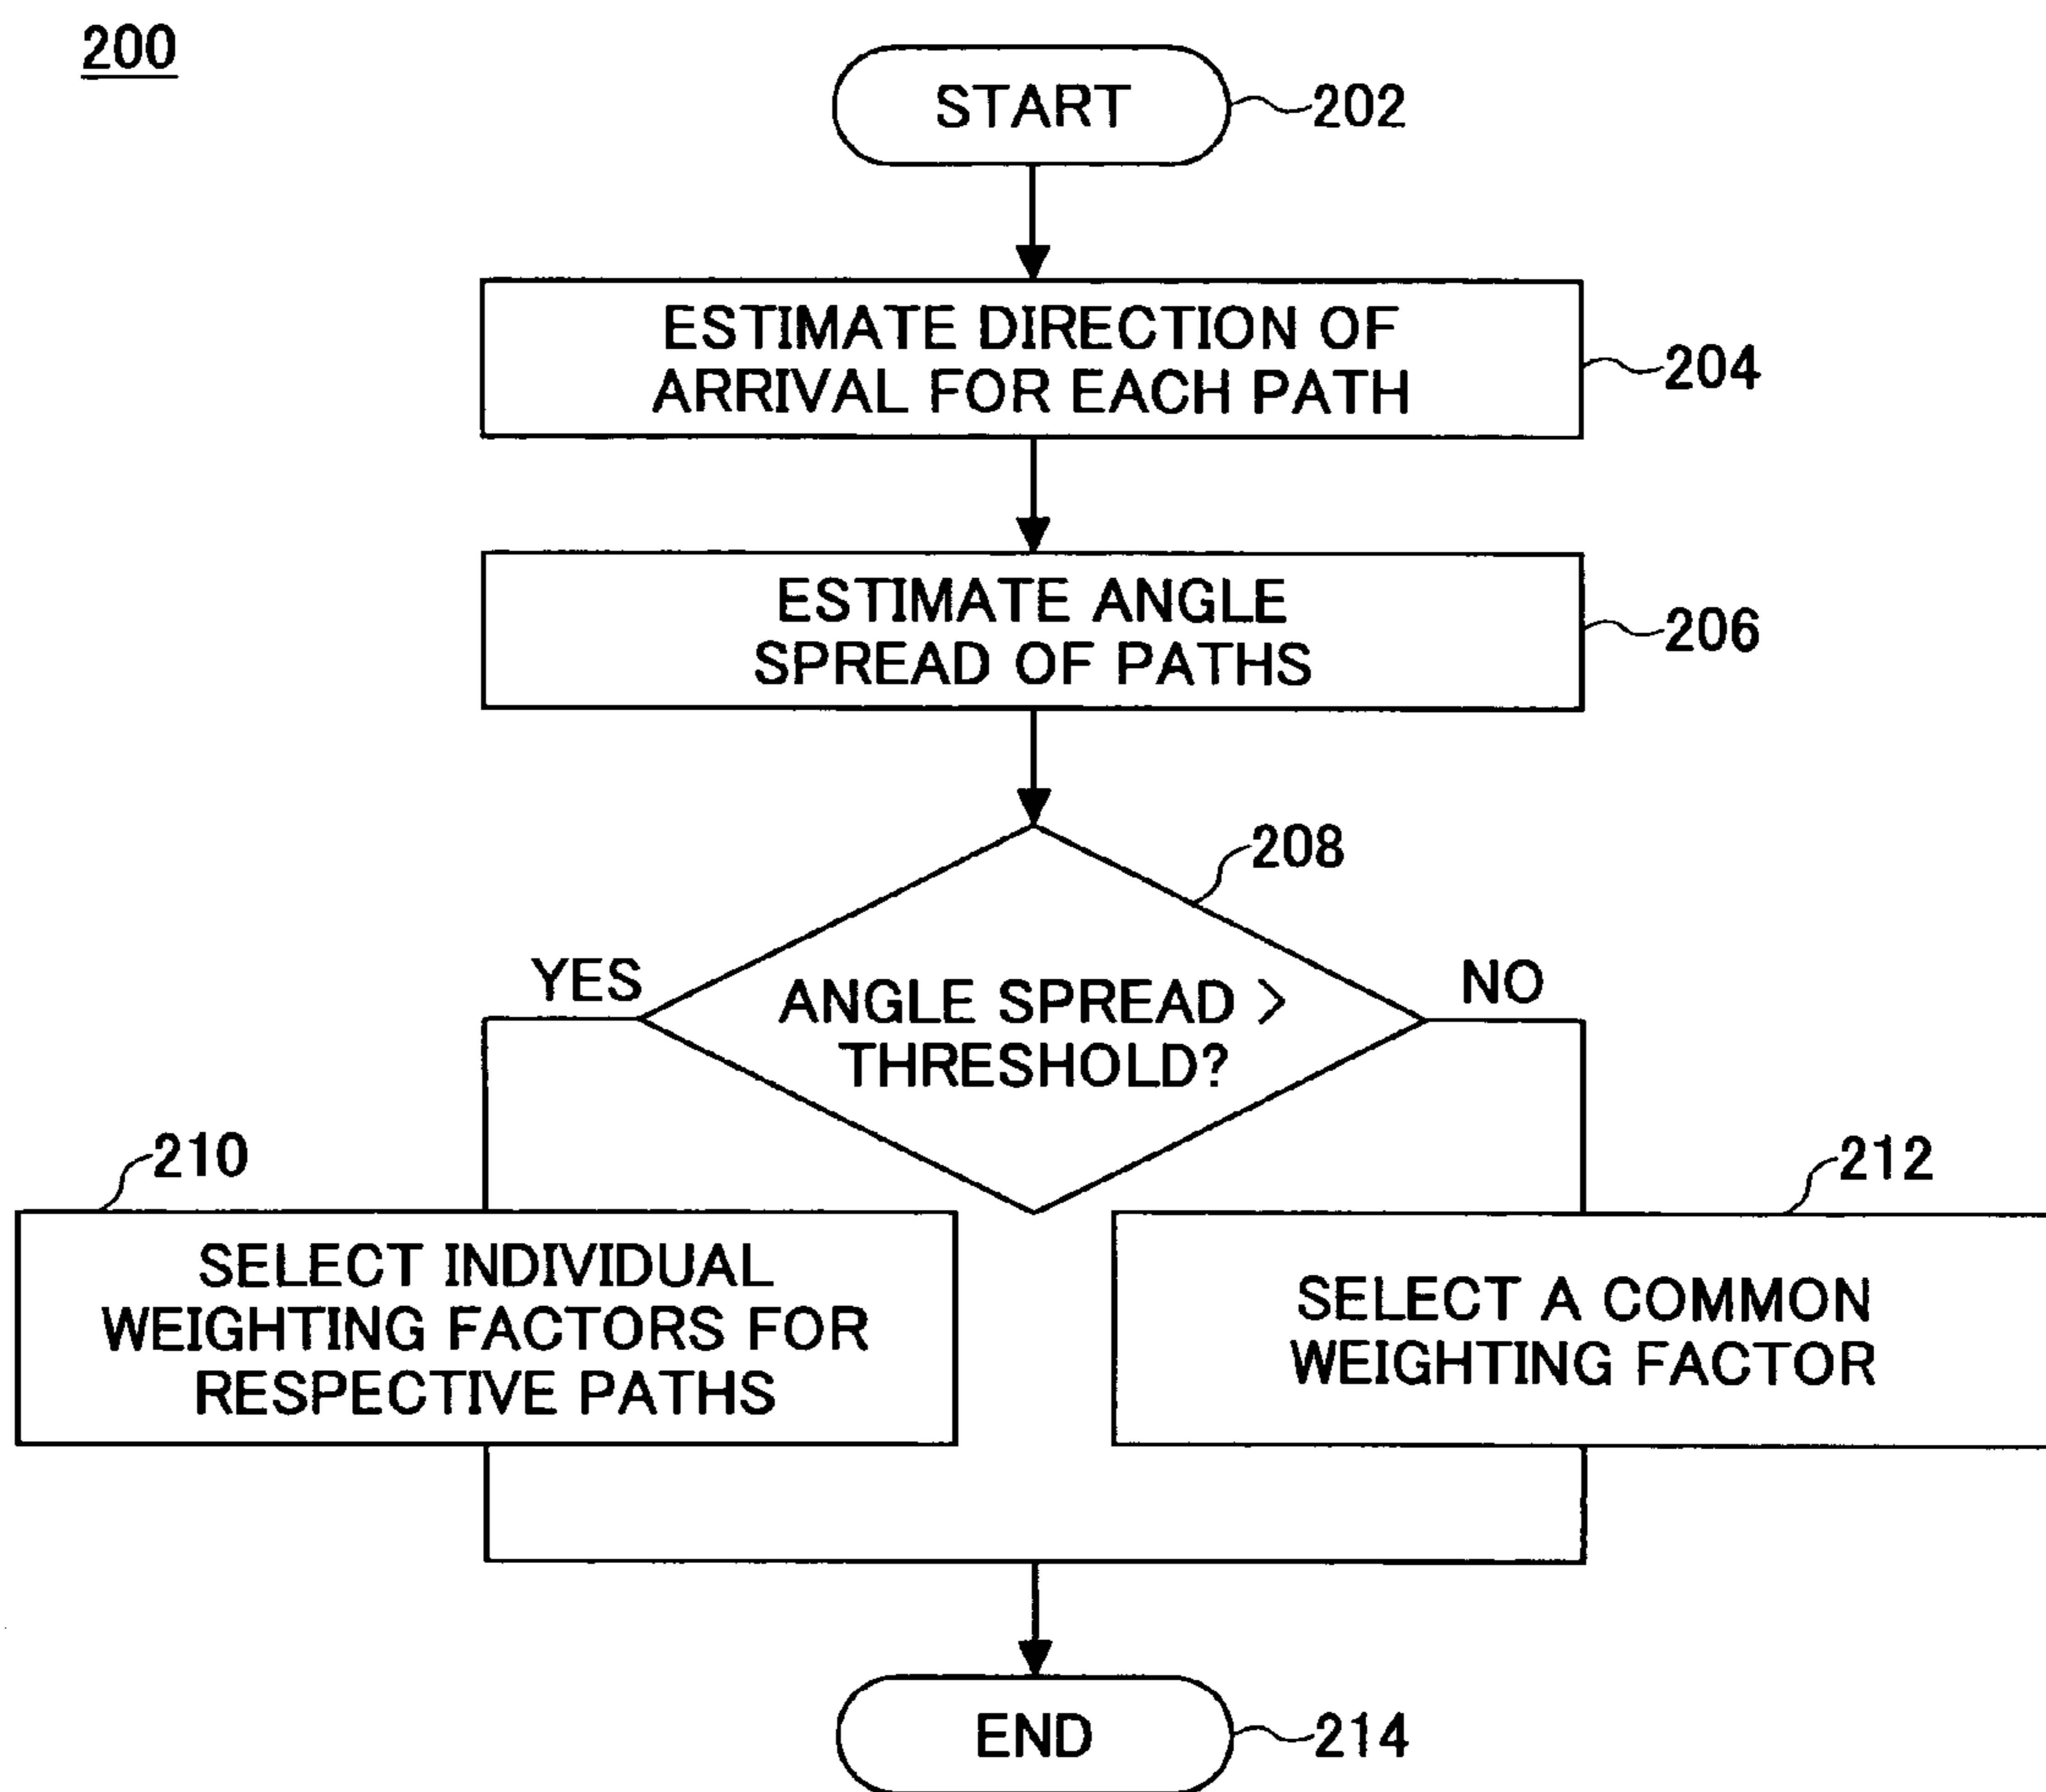 200
START
202
ESTIMATE DIRECTION OF
ARRIVAL FOR EACH PATH
204
ESTIMATE ANGLE
SPREAD OF PATHS
206
208
YES
ANGLE SPREAD >
THRESHOLD?
NO
210
SELECT INDIVIDUAL
WEIGHTING FACTORS FOR
RESPECTIVE PATHS
212
SELECT A COMMON
WEIGHTING FACTOR
END
214